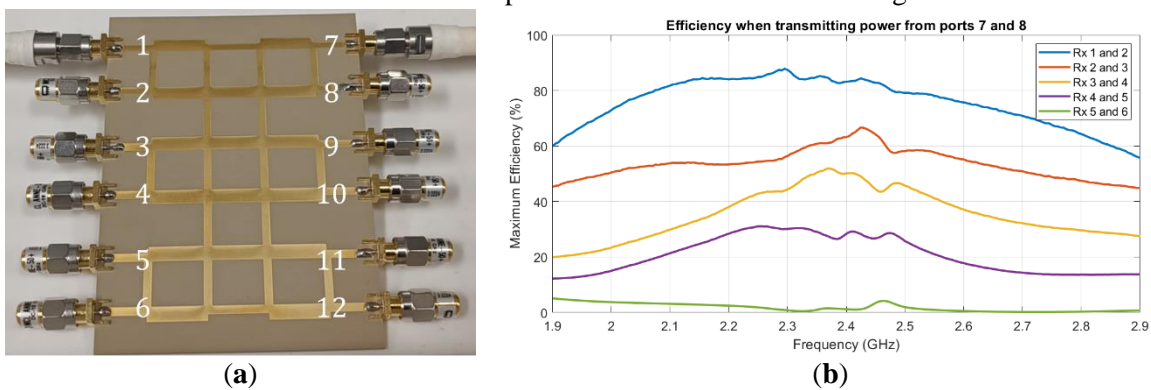 1
7
2
8
3
9
4
10
5
11
6
12
(a)
Efficiency when transmitting power from ports 7 and 8
100
80
60
40
20
0
Maximum Efficiency (%)
Rx 1 and 2
Rx 2 and 3
Rx 3 and 4
Rx 4 and 5
Rx 5 and 6
1.9 2 2.1 2.2 2.3 2.4 2.5 2.6 2.7 2.8 2.9
Frequency (GHz)
(b)